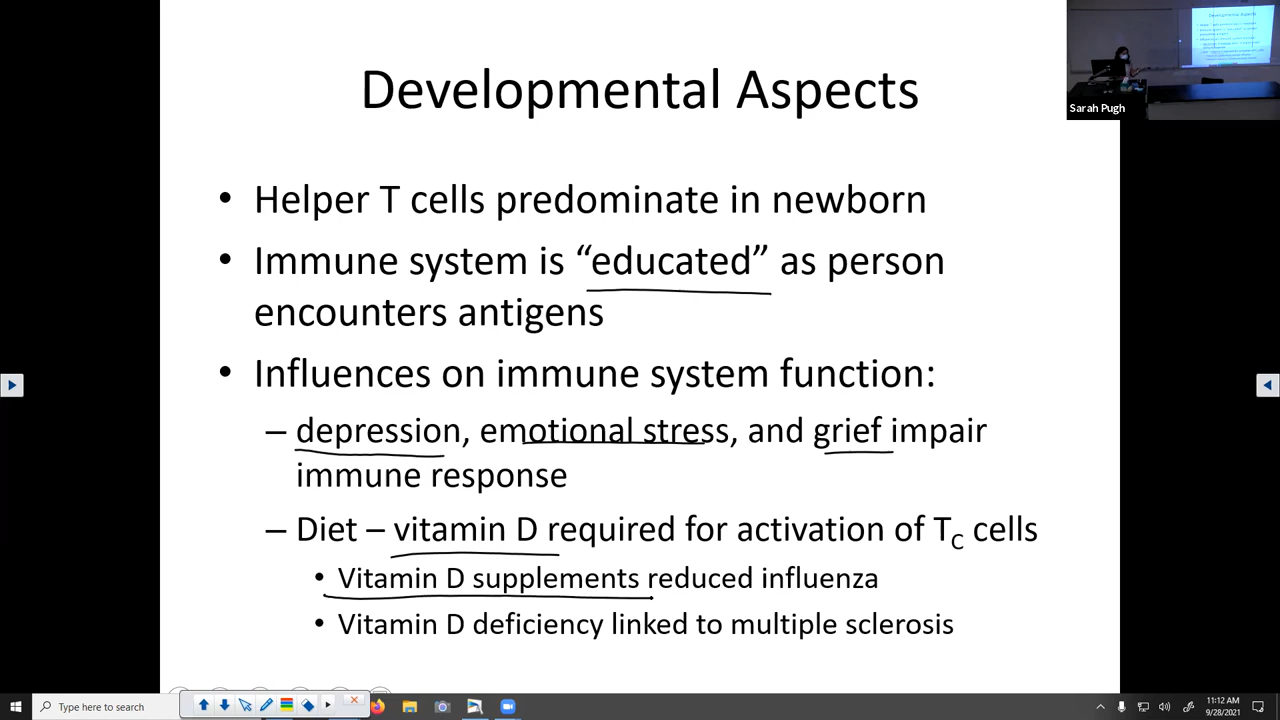 Developmental Aspects
• Helper T cells predominate in newborn
• Immune system is “educated” as person
encounters antigens
• Influences on immune system function:
– depression, emotional stress, and grief impair
immune response
– Diet – vitamin D required for activation of TC cells
• Vitamin D supplements reduced influenza
• Vitamin D deficiency linked to multiple sclerosis
Developmental Aspects
Sarah Pugh
Type here to search
11:12 AM
9/28/2021